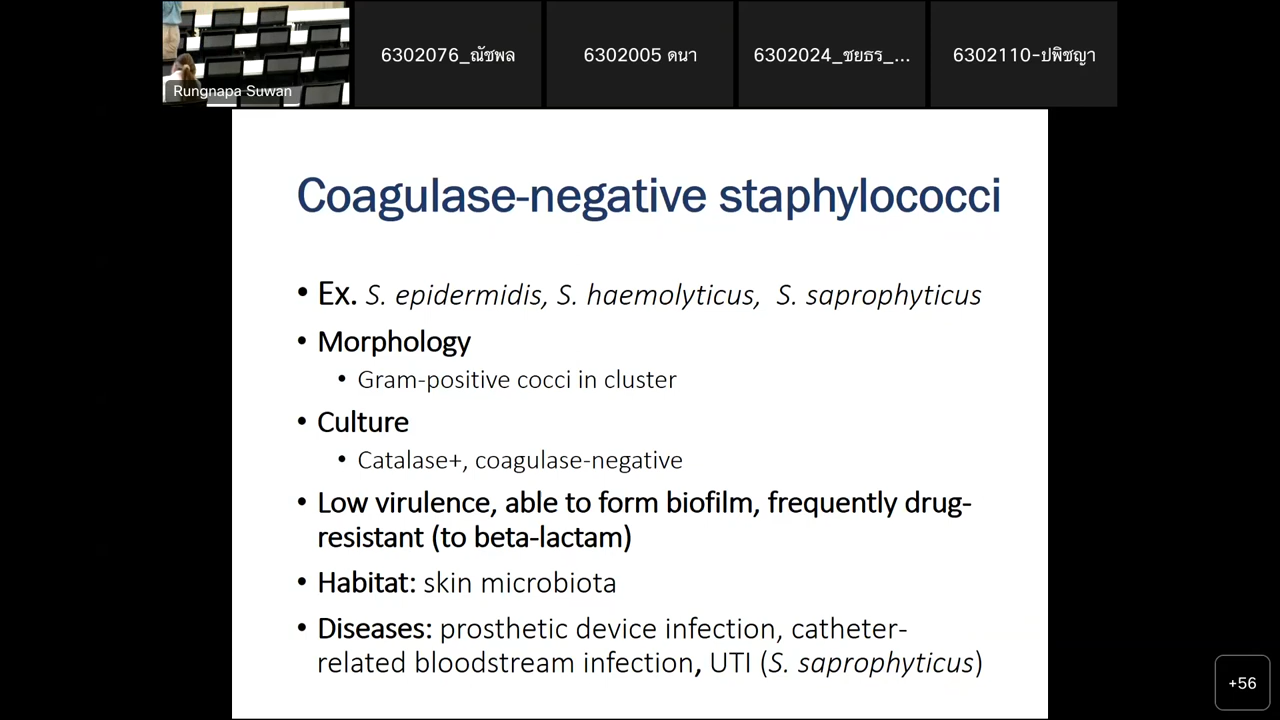 Rungnapa Suwan
6302076_ณัชพล
6302005 ดนา
6302024_ชยธร_...
6302110-ปพิชญา
Coagulase-negative staphylococci
• Ex. S. epidermidis, S. haemolyticus, S. saprophyticus
• Morphology
• Gram-positive cocci in cluster
• Culture
• Catalase+, coagulase-negative
• Low virulence, able to form biofilm, frequently drug-
resistant (to beta-lactam)
• Habitat: skin microbiota
• Diseases: prosthetic device infection, catheter-
related bloodstream infection, UTI (S. saprophyticus)
+56